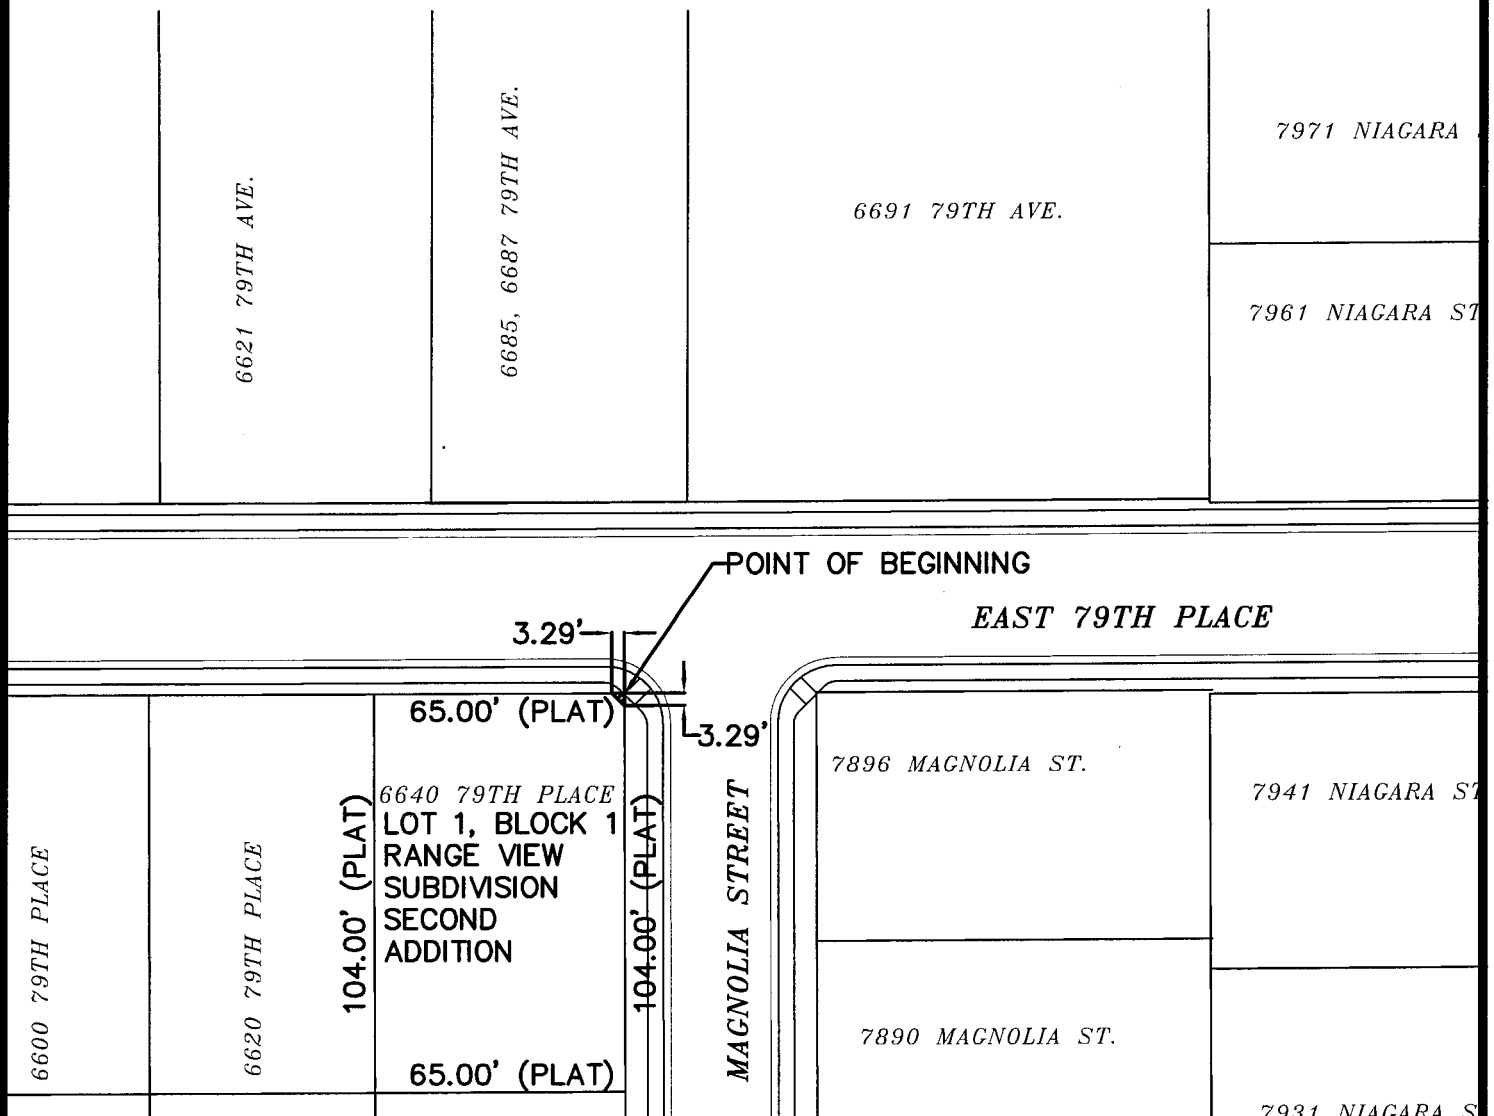 7971 NIAGARA
6621 79TH AVE.
6685, 6687 79TH AVE.
6691 79TH AVE.
7961 NIAGARA ST
POINT OF BEGINNING
EAST 79TH PLACE
3.29'
65.00' (PLAT)
3.29'
7896 MAGNOLIA ST.
7941 NIAGARA ST
6600 79TH PLACE
6620 79TH PLACE
104.00' (PLAT)
6640 79TH PLACE
LOT 1, BLOCK 1
RANGE VIEW
SUBDIVISION
SECOND
ADDITION
104.00' (PLAT)
MAGNOLIA STREET
7890 MAGNOLIA ST.
65.00' (PLAT)
7931 NIAGARA S